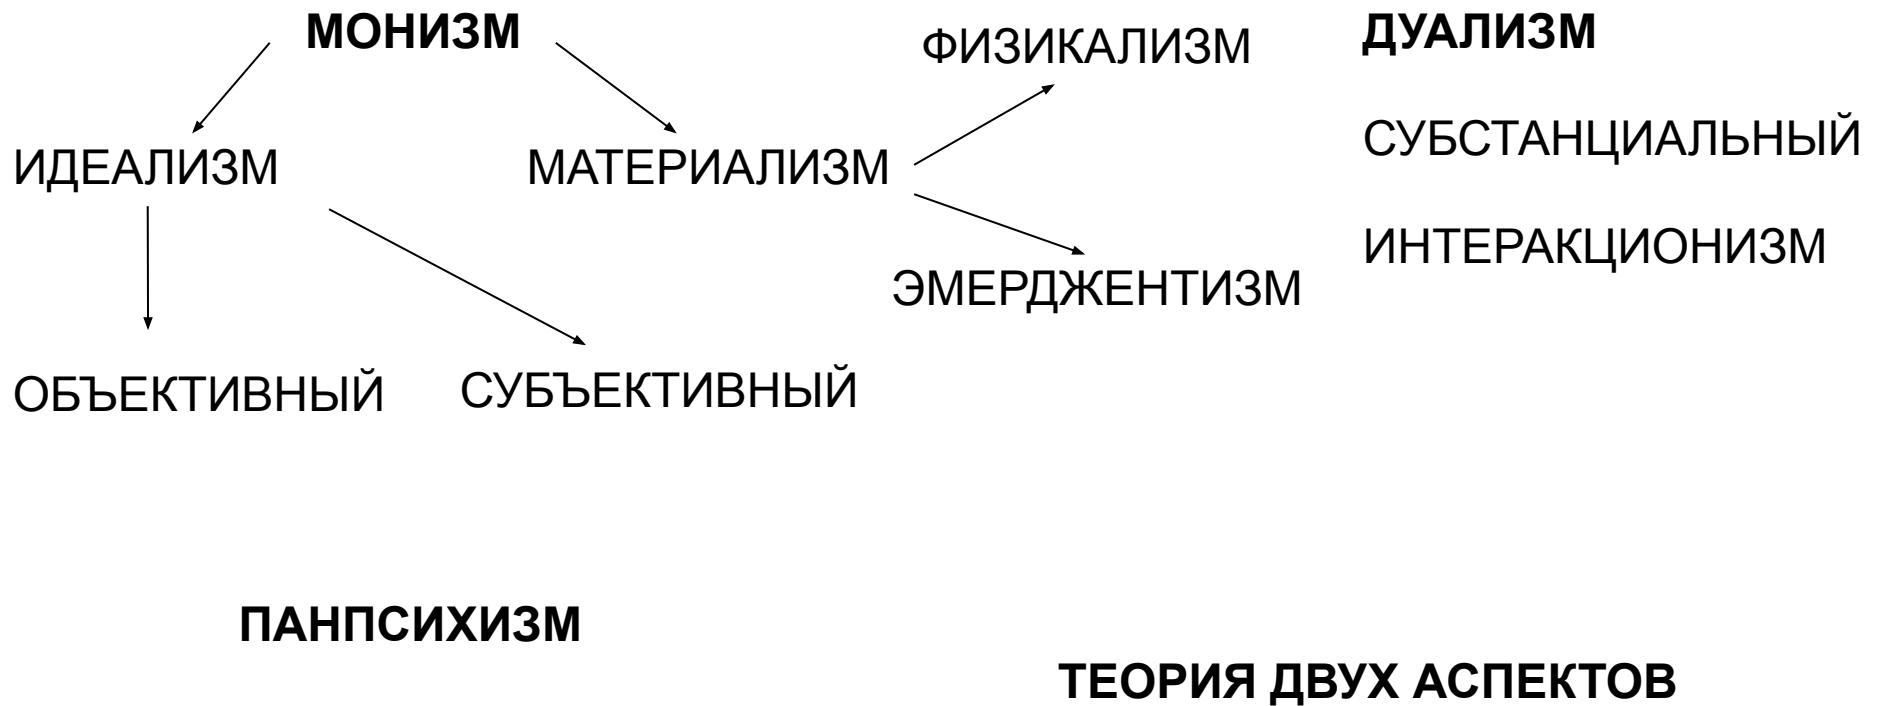 МОНИЗМ
ФИЗИКАЛИЗМ
ДУАЛИЗМ
ИДЕАЛИЗМ
МАТЕРИАЛИЗМ
СУБСТАНЦИАЛЬНЫЙ
ИНТЕРАКЦИОНИЗМ
ЭМЕРДЖЕНТИЗМ
ОБЪЕКТИВНЫЙ
СУБЪЕКТИВНЫЙ
ПАНПСИХИЗМ
ТЕОРИЯ ДВУХ АСПЕКТОВ